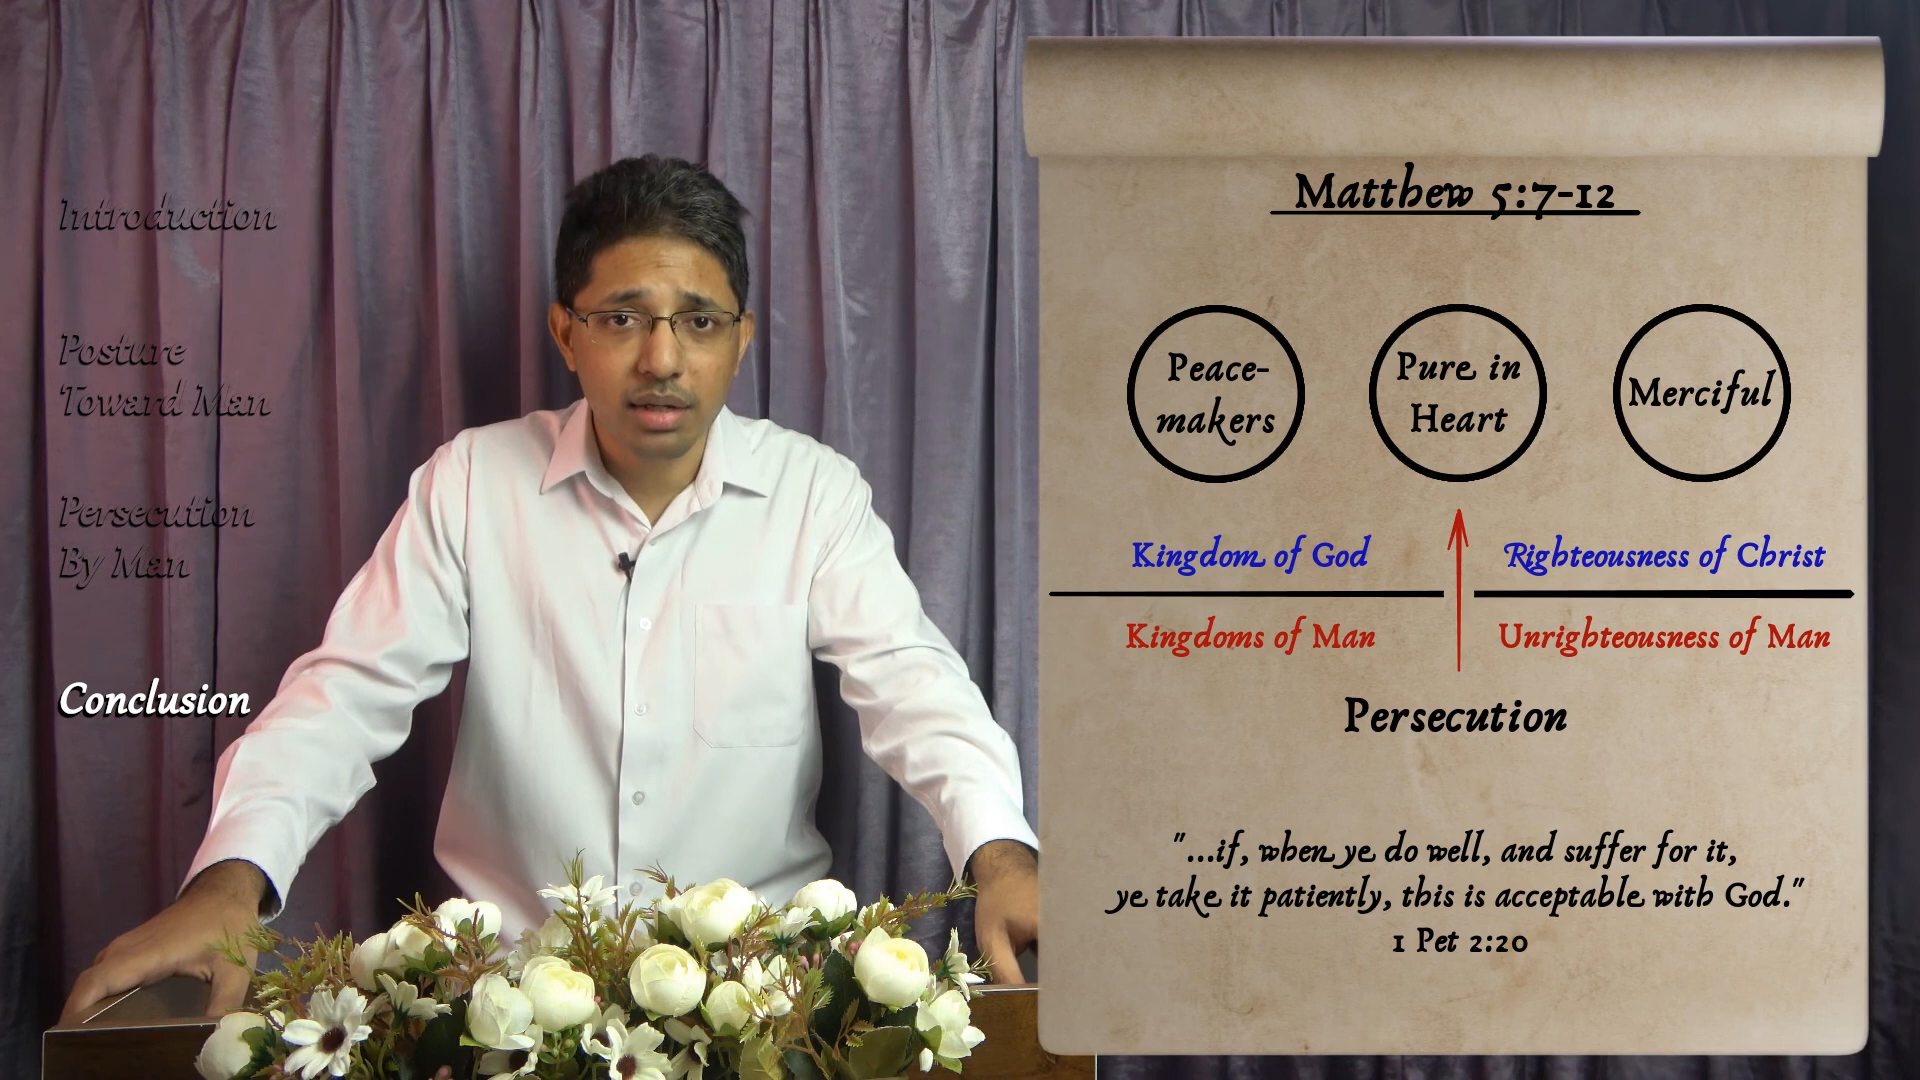 Introduction
Posture
Toward Man
Persecution
By Man
Conclusion
Matthew 5:7-12
Peace-
makers
Pure in
Heart
Merciful
Kingdom of God
Righteousness of Christ
Kingdoms of Man
Unrighteousness of Man
Persecution
"...if, when ye do well, and suffer for it,
ye take it patiently, this is acceptable with God."
1 Pet 2:20